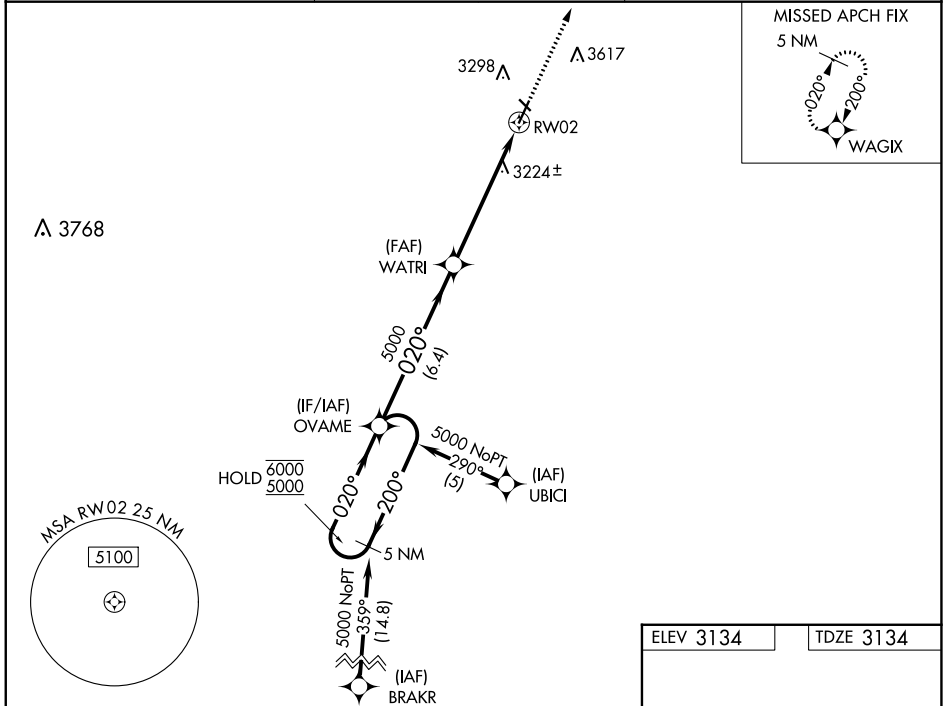 MISSED APCH FIX
5 NM
020°
200°
WAGIX
3298
3617
RW02
3224±
3768
(FAF)
WATRI
5000
020°
(6.4)
(IF/IAF)
OVAME
HOLD 6000
5000
020°
200°
5 NM
5000 NoPT
290°
(5)
(IAF)
UBICI
MSA RW02 25 NM
5100
5000 NoPT
359°
(14.8)
(IAF)
BRAKR
ELEV 3134
TDZE 3134